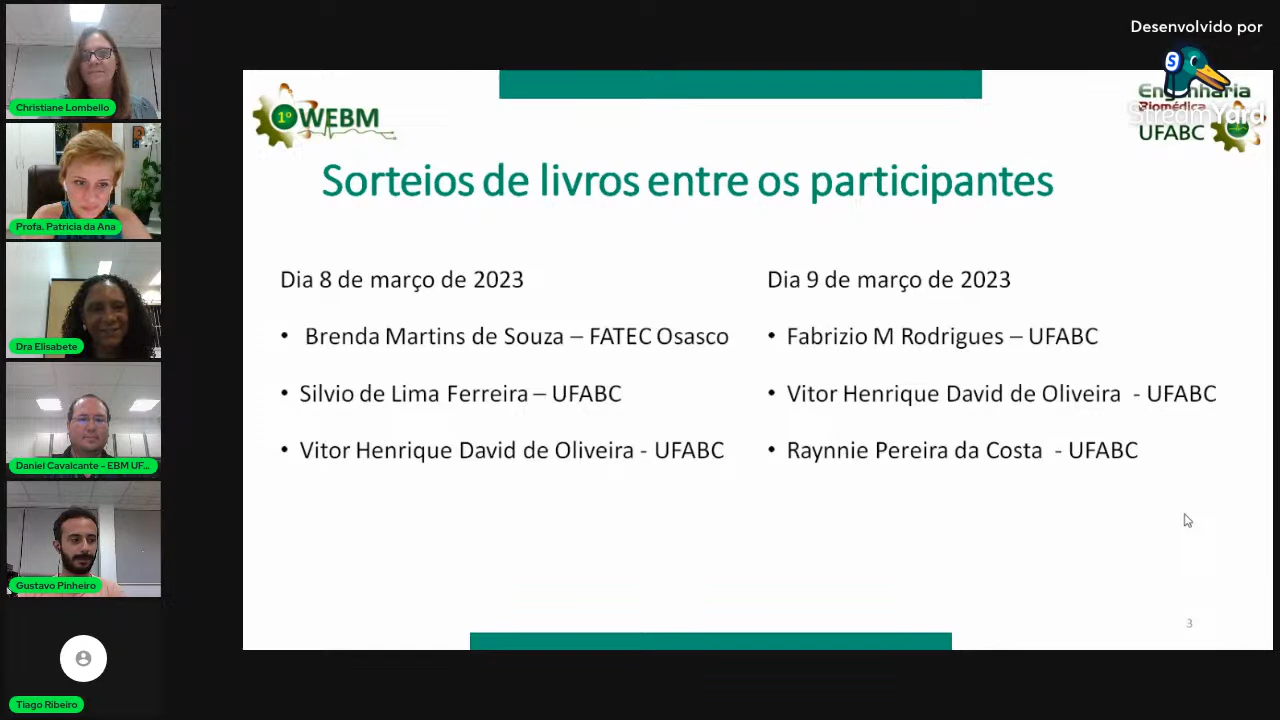 Desenvolvido por
StreamYard
Christiane Lombello
Profa. Patricia da Ana
Dra Elisabete
Daniel Cavalcante - EBM UF...
Gustavo Pinheiro
Tiago Ribeiro
1º WEBM
Engenharia
Biomédica
UFABC
Sorteios de livros entre os participantes
Dia 8 de março de 2023
• Brenda Martins de Souza – FATEC Osasco
• Silvio de Lima Ferreira – UFABC
• Vitor Henrique David de Oliveira - UFABC
Dia 9 de março de 2023
• Fabrizio M Rodrigues – UFABC
• Vitor Henrique David de Oliveira - UFABC
• Raynnie Pereira da Costa - UFABC
3